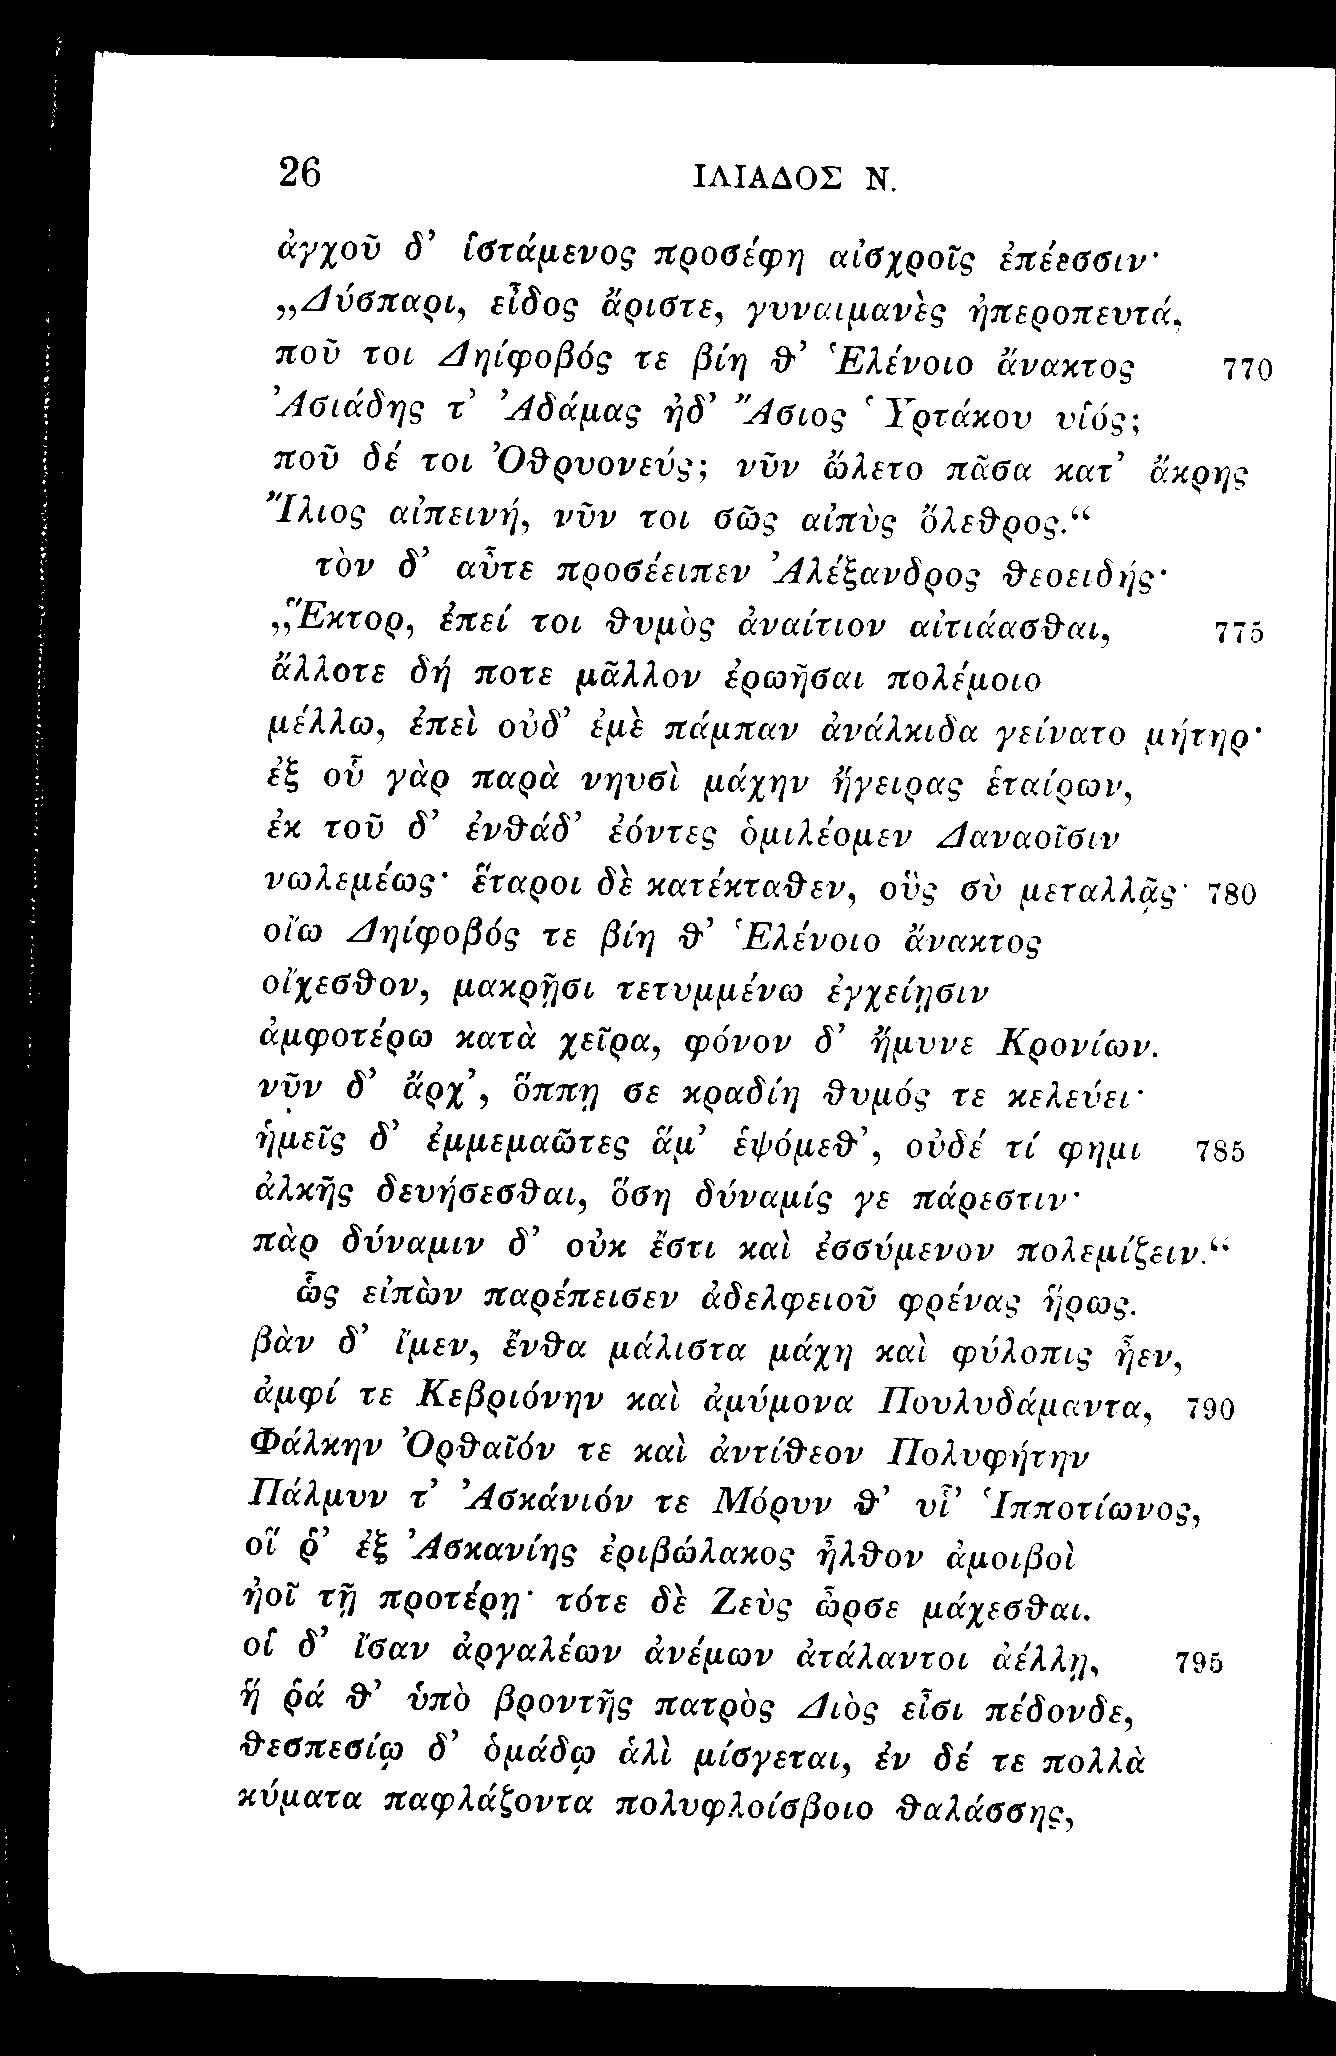 26 ΙΛΙΑΔΟΣ Ν.
ἀγχοῦ δ’ ἱστάμενος προσέφη αἰσχροῖς ἐπέεσσιν·
„Δύσπαρι, εἶδος ἄριστε, γυναιμανὲς ἠπεροπευτά,
ποῦ τοι Δηίφοβός τε βίη θ’ Ἑλένοιο ἄνακτος 770
Ἀσιάδης τ’ Ἀδάμας ἠδ’ Ἄσιος Ὑρτάκου υἱός;
ποῦ δέ τοι Ὀθρυονεύς; νῦν ὤλετο πᾶσα κατ’ ἄκρης
Ἴλιος αἰπεινή, νῦν τοι σῶς αἰπὺς ὄλεθρος.“
τὸν δ’ αὖτε προσέειπεν Ἀλέξανδρος θεοειδής·
„Ἕκτορ, ἐπεί τοι θυμὸς ἀναίτιον αἰτιάασθαι, 775
ἄλλοτε δή ποτε μᾶλλον ἐρωῆσαι πολέμοιο
μέλλω, ἐπεὶ οὐδ’ ἐμὲ πάμπαν ἀνάλκιδα γείνατο μήτηρ·
ἐξ οὗ γὰρ παρὰ νηυσὶ μάχην ἤγειρας ἑταίρων,
ἐκ τοῦ δ’ ἐνθάδ’ ἐόντες ὁμιλέομεν Δαναοῖσιν
νωλεμέως· ἕταροι δὲ κατέκταθεν, οὓς σὺ μεταλλᾷς· 780
οἴω Δηίφοβός τε βίη θ’ Ἑλένοιο ἄνακτος
οἴχεσθον, μακρῇσι τετυμμένω ἐγχείῃσιν
ἀμφοτέρω κατὰ χεῖρα, φόνον δ’ ἤμυνε Κρονίων.
νῦν δ’ ἄρχ’, ὅππῃ σε κραδίη θυμός τε κελεύει·
ἡμεῖς δ’ ἐμμεμαῶτες ἅμ’ ἑψόμεθ’, οὐδέ τί φημι 785
ἀλκῆς δευήσεσθαι, ὅση δύναμίς γε πάρεστιν·
πὰρ δύναμιν δ’ οὐκ ἔστι καὶ ἐσσύμενον πολεμίζειν.“
ὣς εἰπὼν παρέπεισεν ἀδελφειοῦ φρένας ἥρως.
βὰν δ’ ἴμεν, ἔνθα μάλιστα μάχη καὶ φύλοπις ἦεν,
ἀμφί τε Κεβριόνην καὶ ἀμύμονα Πουλυδάμαντα, 790
Φάλκην Ὀρθαῖόν τε καὶ ἀντίθεον Πολυφήτην
Πάλμυν τ’ Ἀσκάνιόν τε Μόρυν θ’ υἷ’ Ἱπποτίωνος,
οἵ ῥ’ ἐξ Ἀσκανίης ἐριβώλακος ἦλθον ἀμοιβοὶ
ἠοῖ τῇ προτέρῃ· τότε δὲ Ζεὺς ὦρσε μάχεσθαι.
οἱ δ’ ἴσαν ἀργαλέων ἀνέμων ἀτάλαντοι ἀέλλῃ, 795
ἥ ῥά θ’ ὑπὸ βροντῆς πατρὸς Διὸς εἶσι πέδονδε,
θεσπεσίῳ δ’ ὁμάδῳ ἁλὶ μίσγεται, ἐν δέ τε πολλὰ
κύματα παφλάζοντα πολυφλοίσβοιο θαλάσσης,